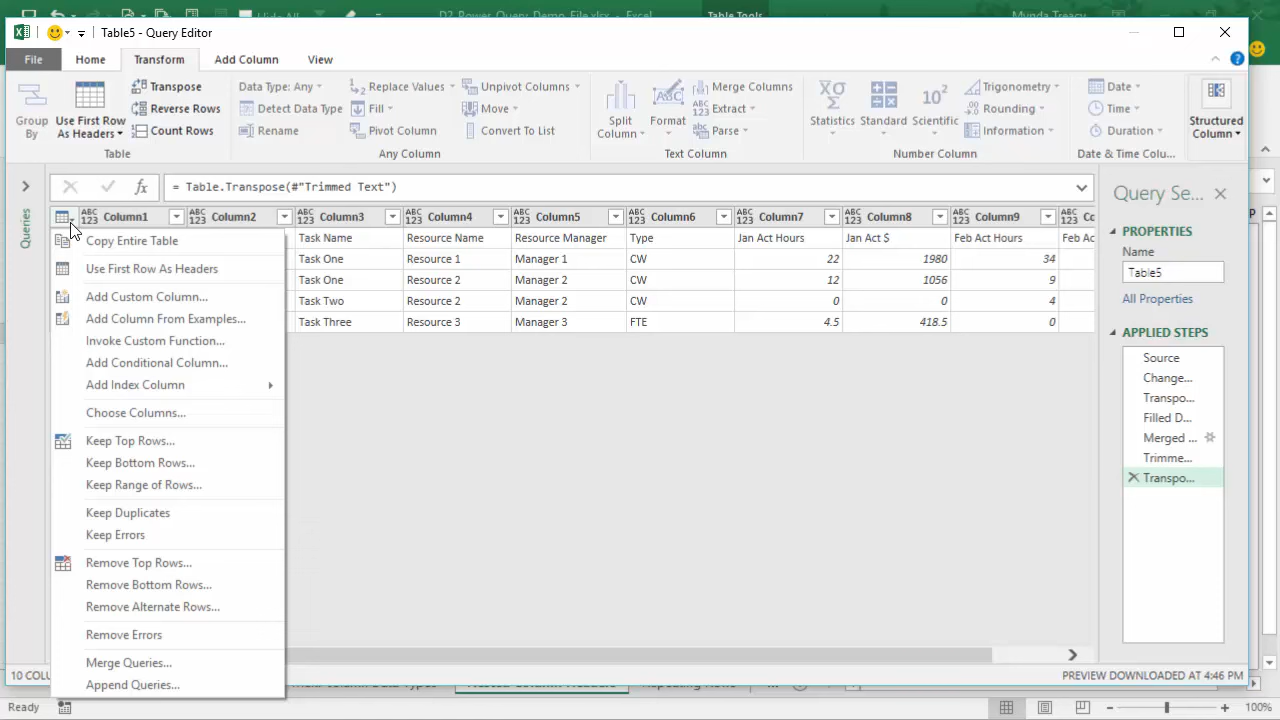 D2_Power_Query_Demo_File.xlsx - Excel
Table Tools
Mynda Treacy
Table5 - Query Editor
File
Home
Transform
Add Column
View
Group By
Use First Row As Headers
Transpose
Reverse Rows
Count Rows
Table
Data Type: Any
Detect Data Type
Rename
Replace Values
Fill
Pivot Column
Unpivot Columns
Move
Convert To List
Any Column
Split Column
Format
Merge Columns
Extract
Parse
Text Column
Statistics
Standard
Scientific
Trigonometry
Rounding
Information
Number Column
Date
Time
Duration
Date & Time Colu...
Structured Column
Queries
= Table.Transpose(#"Trimmed Text")
Column1 Column2 Column3 Column4 Column5 Column6 Column7 Column8 Column9
Task Name Resource Name Resource Manager Type Jan Act Hours Jan Act $ Feb Act Hours Feb Ac
Task One Resource 1 Manager 1 CW 22 1980 34
Task One Resource 2 Manager 2 CW 12 1056 9
Task Two Resource 2 Manager 2 CW 0 0 4
Task Three Resource 3 Manager 3 FTE 4.5 418.5 0
Copy Entire Table
Use First Row As Headers
Add Custom Column...
Add Column From Examples...
Invoke Custom Function...
Add Conditional Column...
Add Index Column
Choose Columns...
Keep Top Rows...
Keep Bottom Rows...
Keep Range of Rows...
Keep Duplicates
Keep Errors
Remove Top Rows...
Remove Bottom Rows...
Remove Alternate Rows...
Remove Errors
Merge Queries...
Append Queries...
Query Se...
PROPERTIES
Name
Table5
All Properties
APPLIED STEPS
Source
Change...
Transpo...
Filled D...
Merged ...
Trimme...
Transpo...
10 COLU
PREVIEW DOWNLOADED AT 4:46 PM
Ready
100%